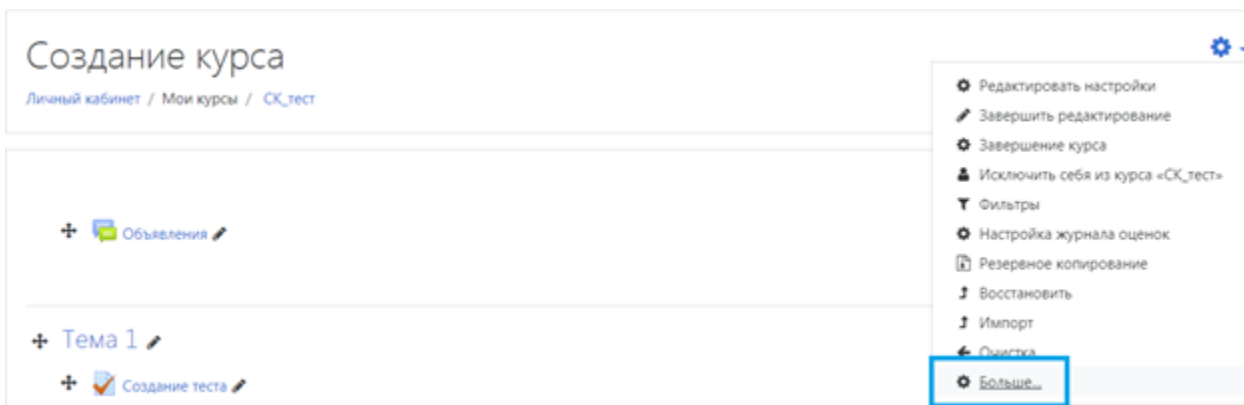 Создание курса
Личный кабинет / Мои курсы / СК_тест
Редактировать настройки
Завершить редактирование
Завершение курса
Исключить себя из курса «СК_тест»
Фильтры
Настройка журнала оценок
Резервное копирование
Восстановить
Импорт
Очистка
Больше...
Объявления
Тема 1
Создание теста